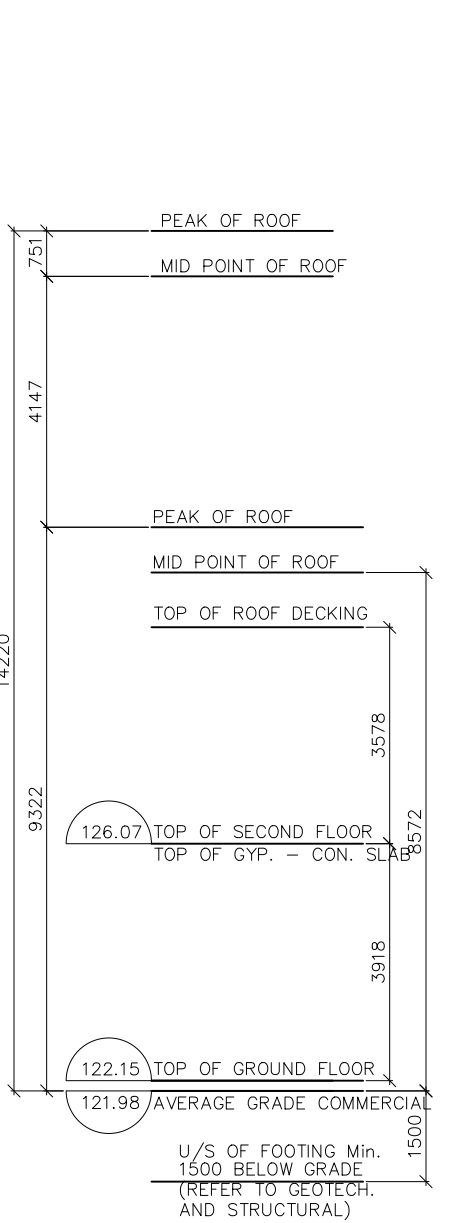 PEAK OF ROOF
751
MID POINT OF ROOF
4147
PEAK OF ROOF
MID POINT OF ROOF
TOP OF ROOF DECKING
14220
3578
9322
8572
126.07 TOP OF SECOND FLOOR
TOP OF GYP. - CON. SLAB
3918
122.15 TOP OF GROUND FLOOR
121.98 AVERAGE GRADE COMMERCIAL
1500
U/S OF FOOTING Min.
1500 BELOW GRADE
(REFER TO GEOTECH.
AND STRUCTURAL)